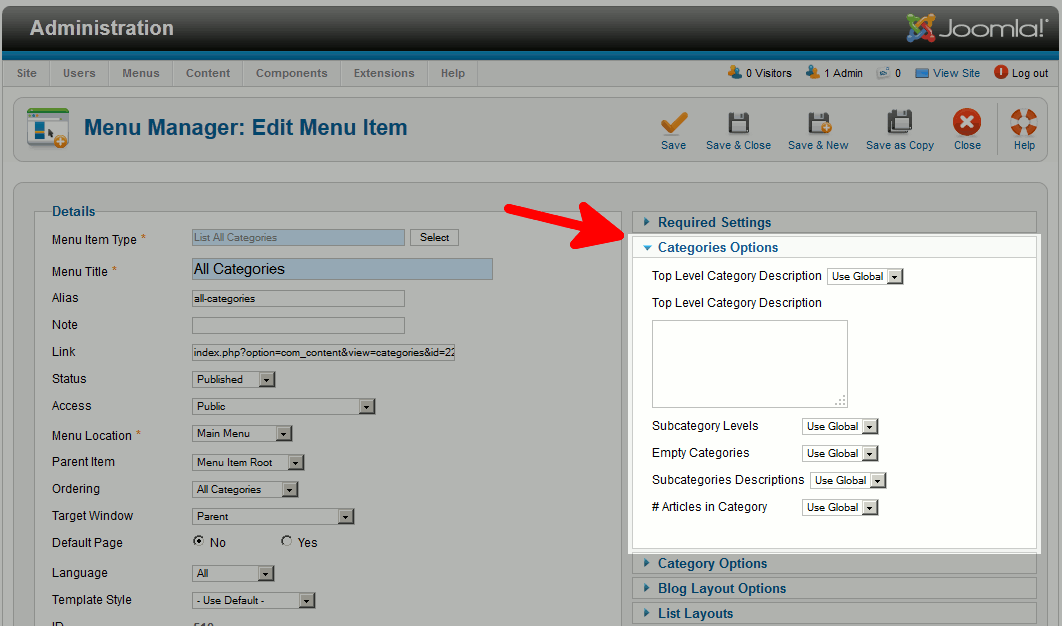 Administration
Joomla!®
Site Users Menus Content Components Extensions Help
0 Visitors 1 Admin 0 View Site Log out
Menu Manager: Edit Menu Item
Save Save & Close Save & New Save as Copy Close Help
Details
Menu Item Type * List All Categories Select
Menu Title * All Categories
Alias all-categories
Note
Link index.php?option=com_content&view=categories&id=22
Status Published
Access Public
Menu Location * Main Menu
Parent Item Menu Item Root
Ordering All Categories
Target Window Parent
Default Page No Yes
Language All
Template Style - Use Default -
Required Settings
Categories Options
Top Level Category Description Use Global
Top Level Category Description
Subcategory Levels Use Global
Empty Categories Use Global
Subcategories Descriptions Use Global
# Articles in Category Use Global
Category Options
Blog Layout Options
List Layouts